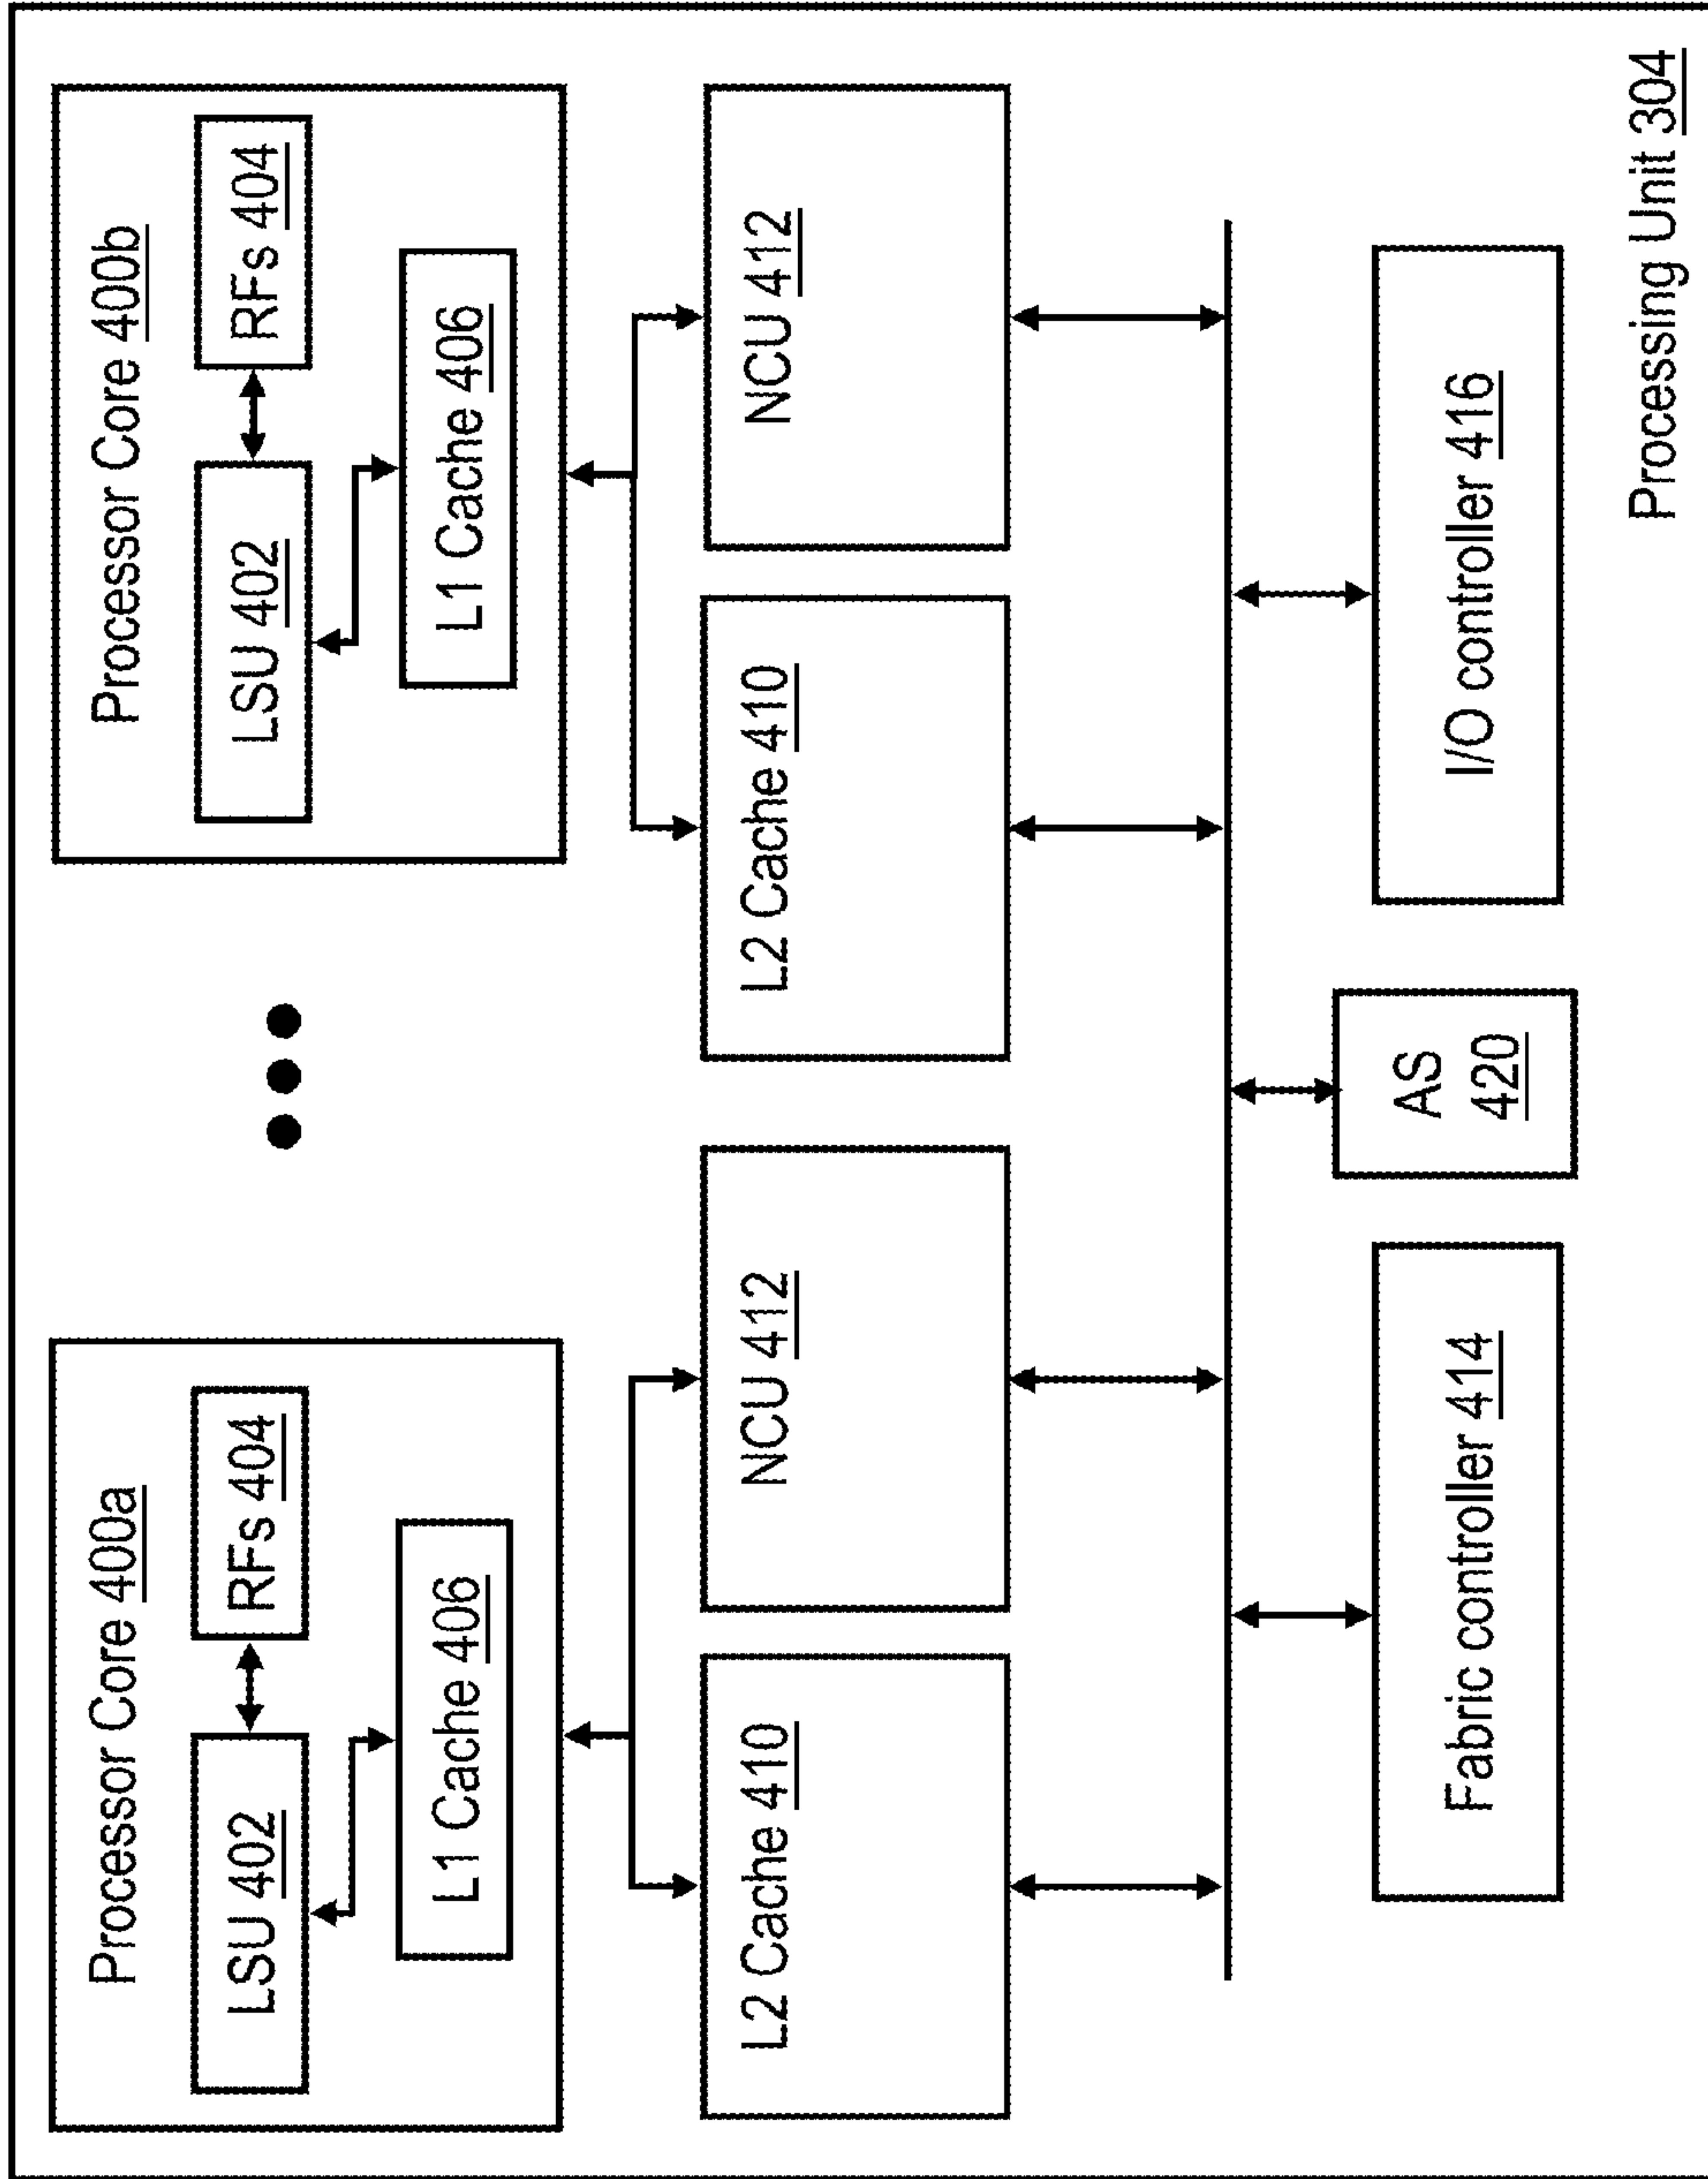 Processor Core 400a
LSU 402
RFs 404
L1 Cache 406
Processor Core 400b
LSU 402
RFs 404
L1 Cache 406
L2 Cache 410
NCU 412
L2 Cache 410
NCU 412
Fabric controller 414
AS
420
I/O controller 416
Processing Unit 304